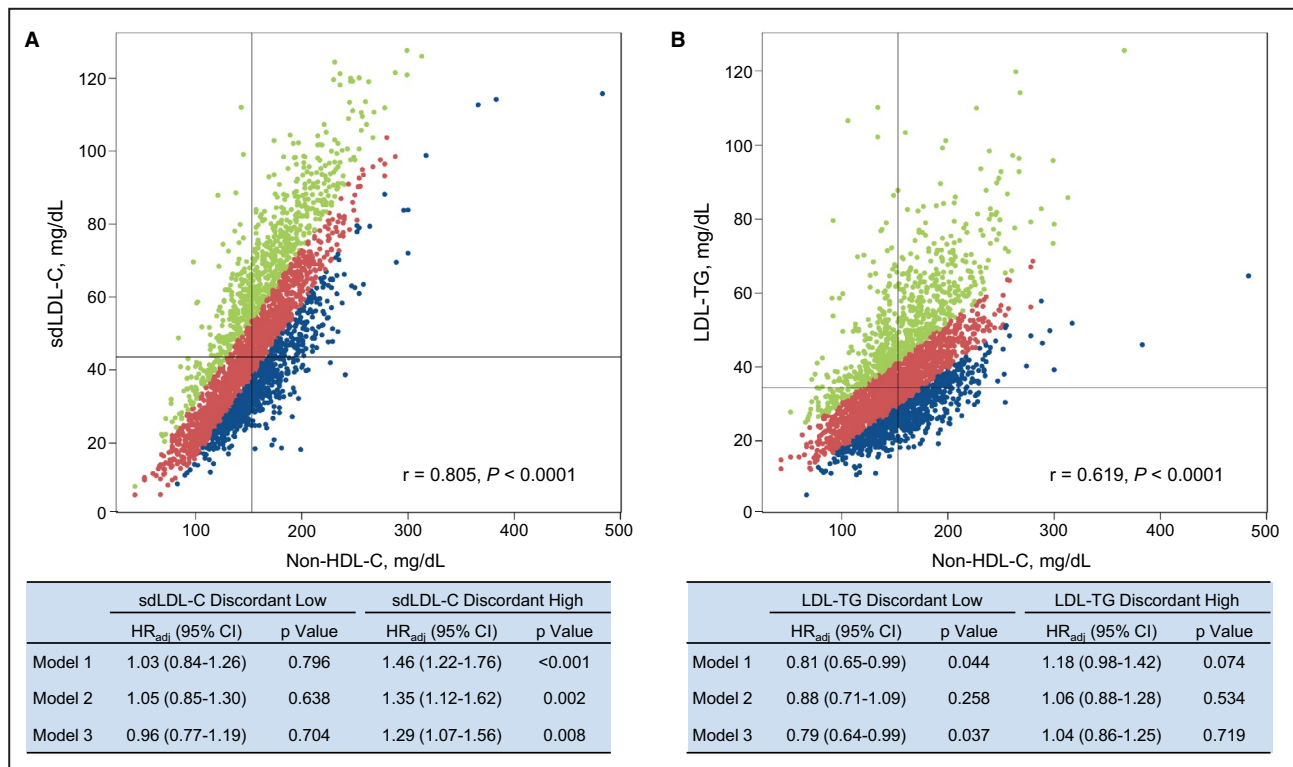 A
sdLDL-C, mg/dL
120
100
80
60
40
20
0
100 200 300 400 500
r = 0.805, P < 0.0001
Non-HDL-C, mg/dL
sdLDL-C Discordant Low sdLDL-C Discordant High
HRadj (95% CI) p Value HRadj (95% CI) p Value
Model 1 1.03 (0.84-1.26) 0.796 1.46 (1.22-1.76) <0.001
Model 2 1.05 (0.85-1.30) 0.638 1.35 (1.12-1.62) 0.002
Model 3 0.96 (0.77-1.19) 0.704 1.29 (1.07-1.56) 0.008
B
LDL-TG, mg/dL
120
100
80
60
40
20
0
100 200 300 400 500
r = 0.619, P < 0.0001
Non-HDL-C, mg/dL
LDL-TG Discordant Low LDL-TG Discordant High
HRadj (95% CI) p Value HRadj (95% CI) p Value
Model 1 0.81 (0.65-0.99) 0.044 1.18 (0.98-1.42) 0.074
Model 2 0.88 (0.71-1.09) 0.258 1.06 (0.88-1.28) 0.534
Model 3 0.79 (0.64-0.99) 0.037 1.04 (0.86-1.25) 0.719